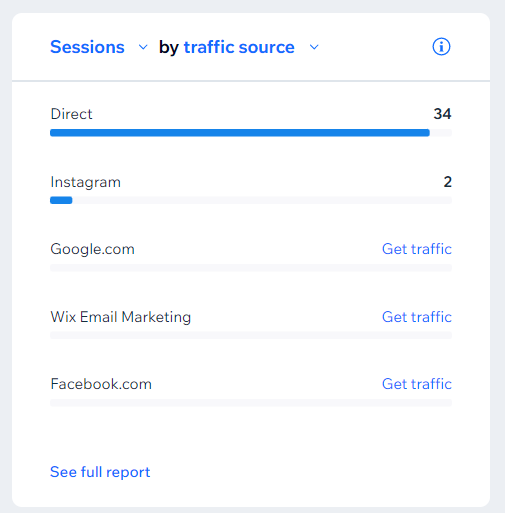 Sessions by traffic source
Direct 34
Instagram 2
Google.com Get traffic
Wix Email Marketing Get traffic
Facebook.com Get traffic
See full report